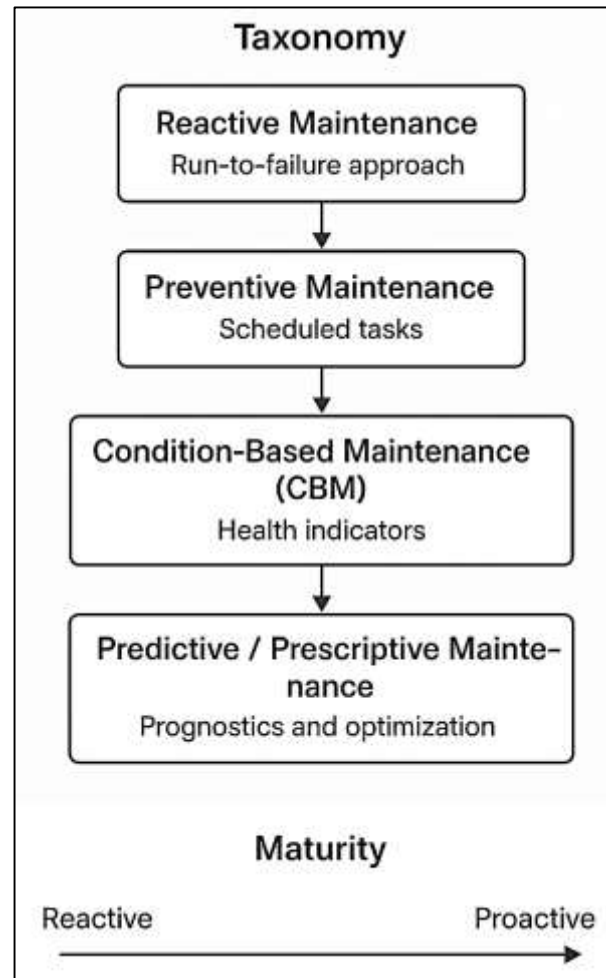 Taxonomy
Reactive Maintenance
Run-to-failure approach
Preventive Maintenance
Scheduled tasks
Condition-Based Maintenance
(CBM)
Health indicators
Predictive / Prescriptive Mainte-
nance
Prognostics and optimization
Maturity
Reactive Proactive